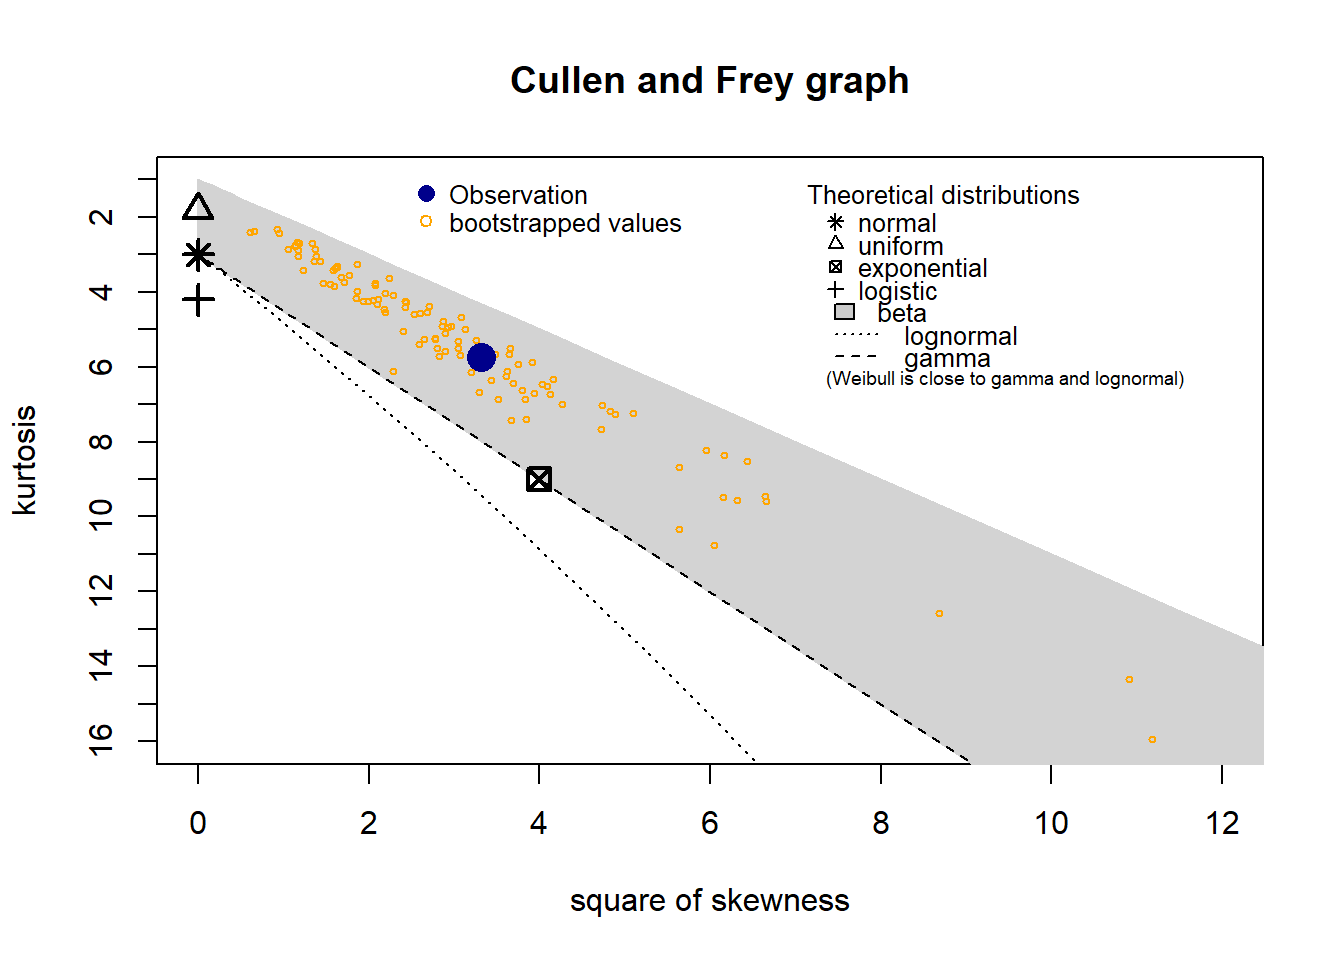 Cullen and Frey graph
Observation
bootstrapped values
Theoretical distributions
normal
uniform
exponential
logistic
beta
lognormal
gamma
(Weibull is close to gamma and lognormal)
kurtosis
2
4
6
8
10
12
14
16
0 2 4 6 8 10 12
square of skewness